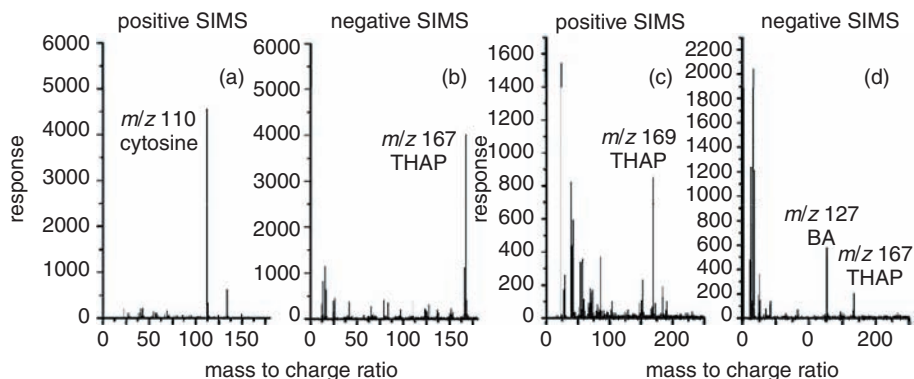 positive SIMS
negative SIMS
positive SIMS
negative SIMS
response
6000
5000
4000
3000
2000
1000
0
(a)
m/z 110
cytosine
0 50 100 150
6000
5000
4000
3000
2000
1000
0
(b)
m/z 167
THAP
0 50 100 150
mass to charge ratio
response
1600
1400
1200
1000
800
600
400
200
0
(c)
m/z 169
THAP
0 100 200
2200
2000
1800
1600
1400
1200
1000
800
600
400
200
0
(d)
m/z 127
BA
m/z 167
THAP
0 0 200
mass to charge ratio